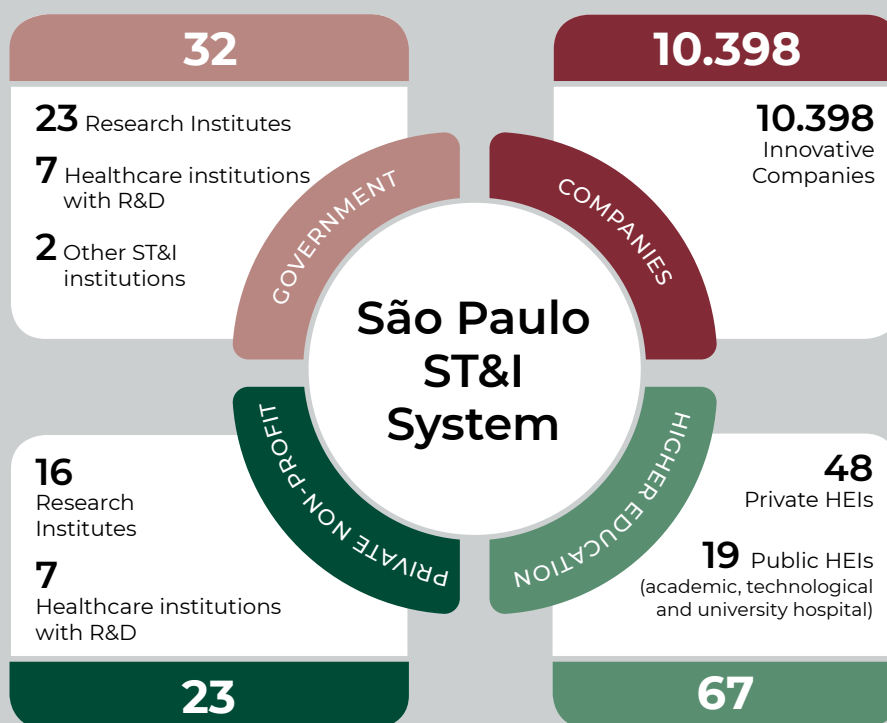 32
23 Research Institutes
7 Healthcare institutions
with R&D
2 Other ST&I
institutions
GOVERNMENT
10.398
10.398
Innovative
Companies
COMPANIES
São Paulo
ST&I
System
PRIVATE NON-PROFIT
16
Research
Institutes
7
Healthcare institutions
with R&D
23
HIGHER EDUCATION
48
Private HEIs
19 Public HEIs
(academic, technological
and university hospital)
67